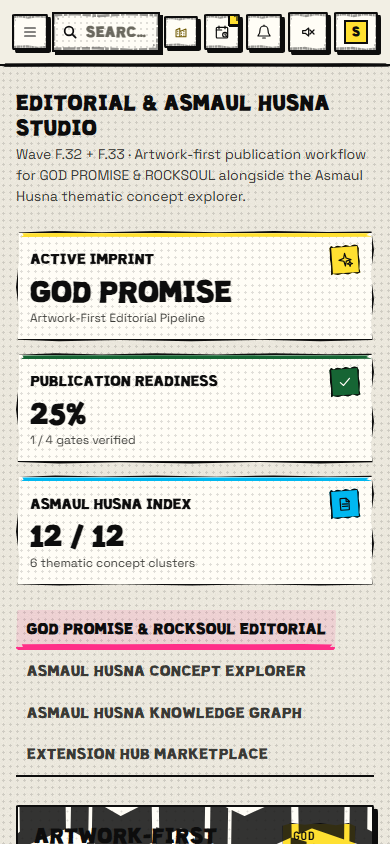 SEARC…
S
EDITORIAL & ASMAUL HUSNA
STUDIO
Wave F.32 + F.33 · Artwork-first publication workflow
for GOD PROMISE & ROCKSOUL alongside the Asmaul
Husna thematic concept explorer.
ACTIVE IMPRINT
GOD PROMISE
Artwork-First Editorial Pipeline
PUBLICATION READINESS
25%
1 / 4 gates verified
ASMAUL HUSNA INDEX
12 / 12
6 thematic concept clusters
GOD PROMISE & ROCKSOUL EDITORIAL
ASMAUL HUSNA CONCEPT EXPLORER
ASMAUL HUSNA KNOWLEDGE GRAPH
EXTENSION HUB MARKETPLACE
ARTWORK-FIRST
GOD